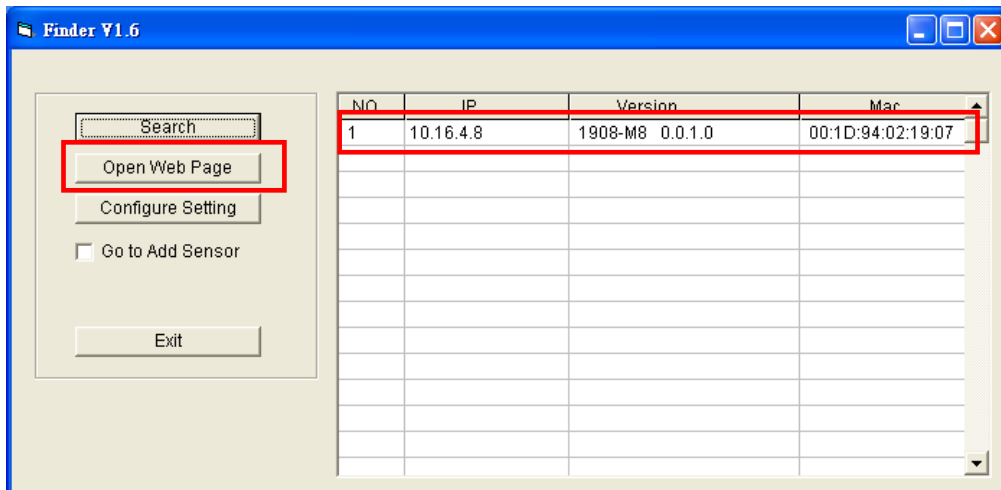 Finder V1.6
Search
Open Web Page
Configure Setting
Go to Add Sensor
Exit
NO IP Version Mac
1 10.16.4.8 1908-M8 0.0.1.0 00:1D:94:02:19:07